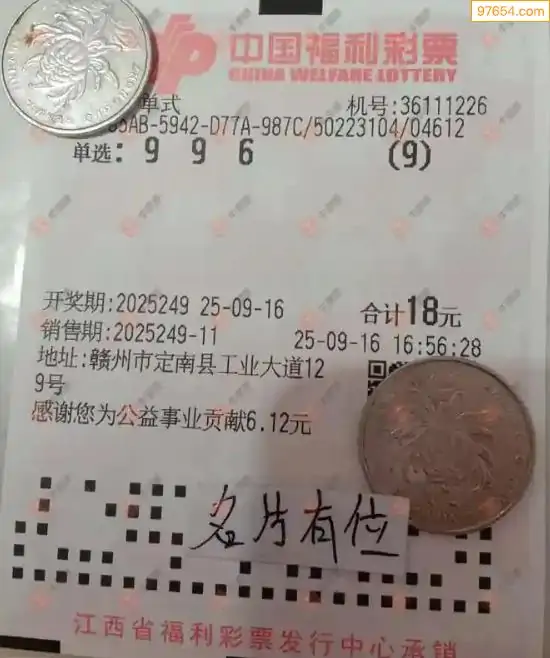 97654.com
中国福利彩票
CHINA WELFARE LOTTERY
单式 机号:36111226
5AB-5942-D77A-987C/50223104/04612
单选: 9 9 6 (9)
开奖期:2025249 25-09-16 合计18元
销售期:2025249-11 25-09-16 16:56:28
地址:赣州市定南县工业大道12
9号
感谢您为公益事业贡献6.12元
名片有位
江西省福利彩票发行中心承销